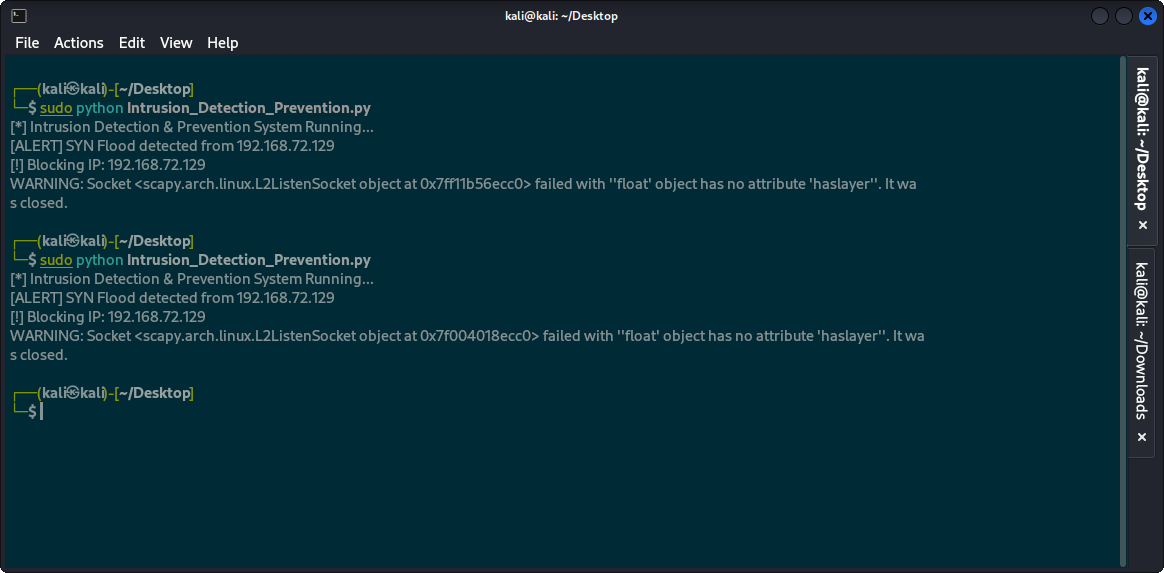 kali@kali: ~/Desktop
File Actions Edit View Help
┌──(kali㉿kali)-[~/Desktop]
└─$ sudo python Intrusion_Detection_Prevention.py
[*] Intrusion Detection & Prevention System Running...
[ALERT] SYN Flood detected from 192.168.72.129
[!] Blocking IP: 192.168.72.129
WARNING: Socket <scapy.arch.linux.L2ListenSocket object at 0x7ff11b56ecc0> failed with ''float' object has no attribute 'haslayer''. It wa
s closed.
┌──(kali㉿kali)-[~/Desktop]
└─$ sudo python Intrusion_Detection_Prevention.py
[*] Intrusion Detection & Prevention System Running...
[ALERT] SYN Flood detected from 192.168.72.129
[!] Blocking IP: 192.168.72.129
WARNING: Socket <scapy.arch.linux.L2ListenSocket object at 0x7f004018ecc0> failed with ''float' object has no attribute 'haslayer''. It wa
s closed.
┌──(kali㉿kali)-[~/Desktop]
└─$
kali@kali: ~/Desktop
kali@kali: ~/Downloads